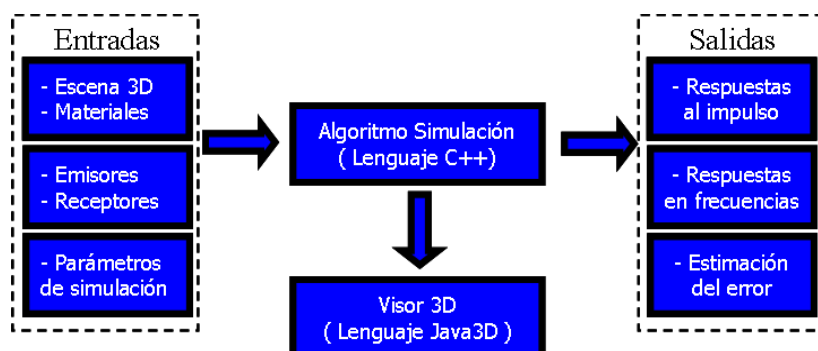 Entradas
- Escena 3D
- Materiales
- Emisores
- Receptores
- Parámetros
de simulación
Algoritmo Simulación
( Lenguaje C++)
Visor 3D
( Lenguaje Java3D )
Salidas
- Respuestas
al impulso
- Respuestas
en frecuencias
- Estimación
del error